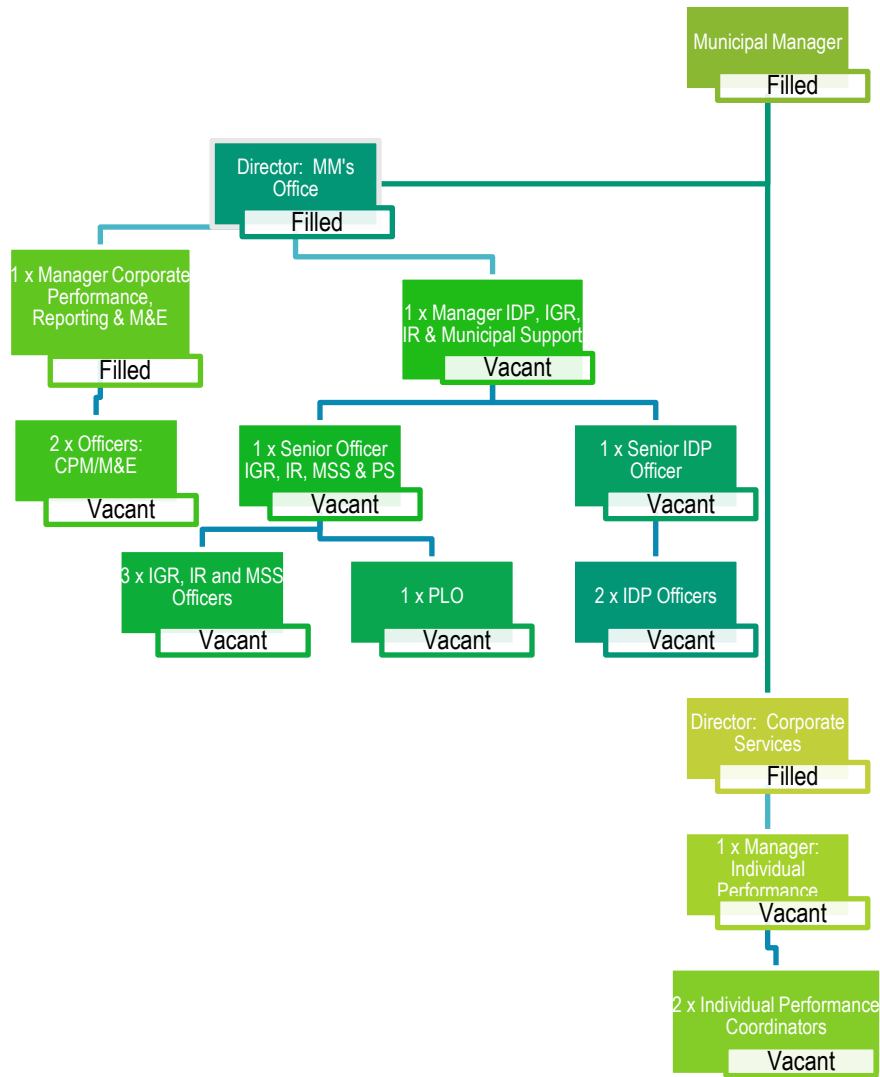 Municipal Manager
Filled
Director:  MM's
Office
Filled
1 x Manager Corporate
Performance,
Reporting & M&E
Filled
1 x Manager IDP, IGR,
IR & Municipal Support
Vacant
2 x Officers:
CPM/M&E
Vacant
1 x Senior Officer
IGR, IR, MSS & PS
Vacant
1 x Senior IDP
Officer
Vacant
3 x IGR, IR and MSS
Officers
Vacant
1 x PLO
Vacant
2 x IDP Officers
Vacant
Director:  Corporate
Services
Filled
1 x Manager:
Individual
Performance
Vacant
2 x Individual Performance
Coordinators
Vacant